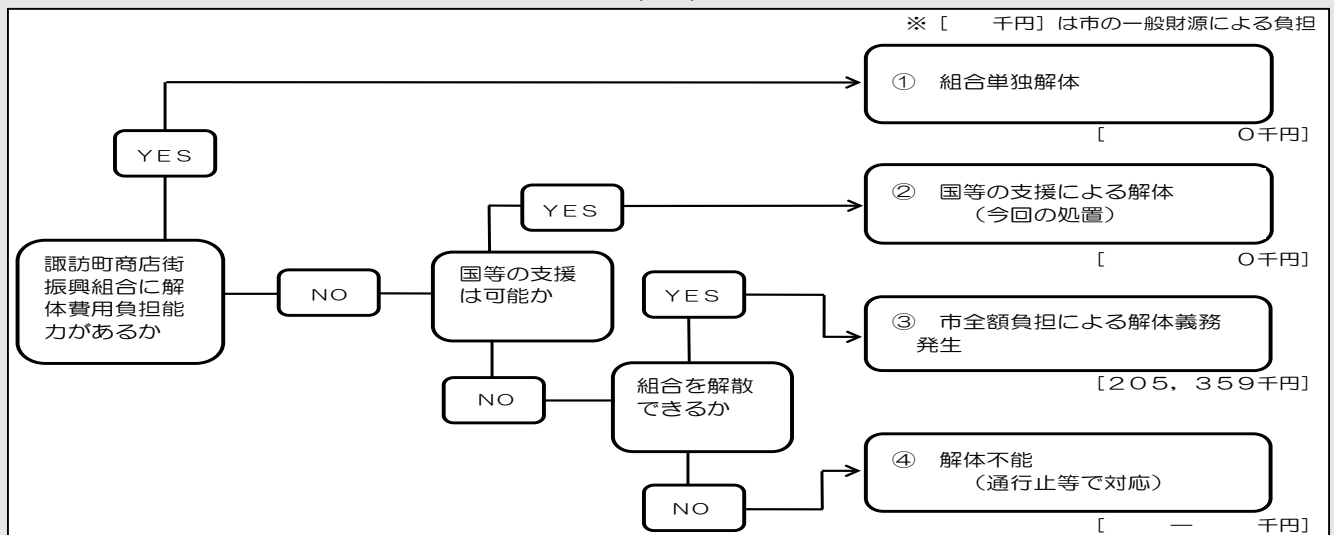 ※［　　千円］は市の一般財源による負担
①　組合単独解体
［　　　　　　０千円］
YES
②　国等の支援による解体
（今回の処置）
［　　　　　　０千円］
YES
諏訪町商店街
振興組合に解
体費用負担能
力があるか
NO
国等の支援
は可能か
YES
③　市全額負担による解体義務
発生
［２０５，３５９千円］
NO
組合を解散
できるか
④　解体不能
（通行止等で対応）
NO
［　　　―　　　千円］